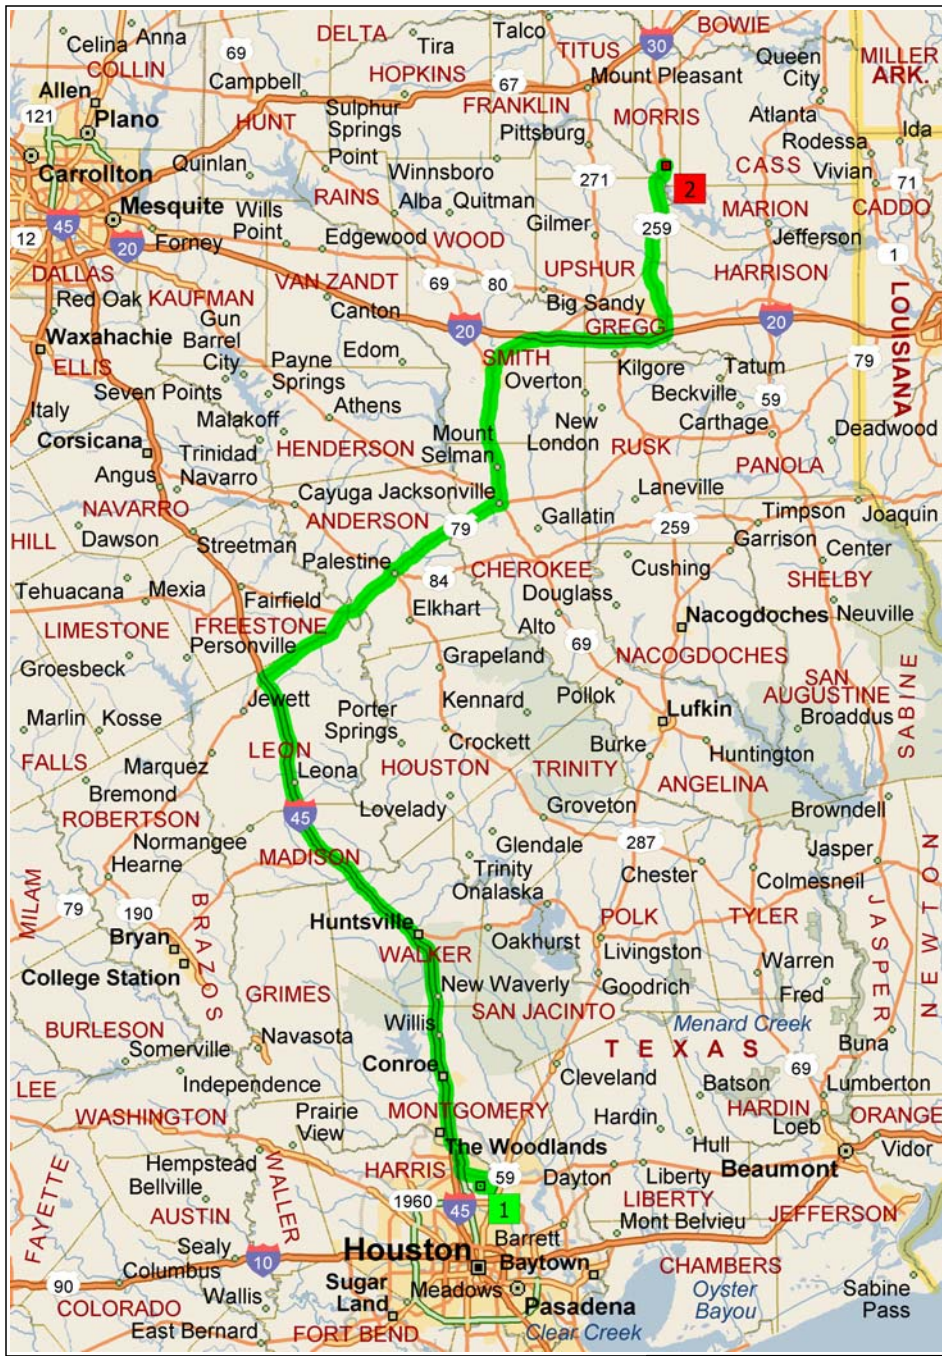 DELTA
Talco
BOWIE
Celina
Anna
Tira
TITUS
30
COLLIN
69
HOPKINS
Queen
City
MILLER
ARK.
Campbell
67
Mount Pleasant
Allen
121
Plano
HUNT
Sulphur
Springs
FRANKLIN
MORRIS
Atlanta
Pittsburg
Rodessa
Ida
Carrollton
Quinlan
Point
Winnsboro
271
2
CASS
Vivian
71
RAINS
Alba
Quitman
Mesquite
Wills
Point
Gilmer
259
MARION
CADDO
45
12
20
Forney
Edgewood
WOOD
Jefferson
1
DALLAS
VAN ZANDT
69
80
UPSHUR
HARRISON
Red Oak
KAUFMAN
Canton
Big Sandy
LOUISIANA
Gun
Barrel
City
20
GREGG
20
Waxahachie
Edom
SMITH
79
ELLIS
Payne
Springs
Overton
Kilgore
Tatum
Seven Points
Beckville
59
Italy
Malakoff
Athens
New
London
Carthage
Deadwood
Corsicana
Trinidad
HENDERSON
Mount
Selman
RUSK
PANOLA
Angus
Navarro
Cayuga
Jacksonville
Laneville
NAVARRO
ANDERSON
79
Gallatin
259
Timpson
Joaquin
HILL
Dawson
Streetman
Garrison
Center
Palestine
84
CHEROKEE
Cushing
SHELBY
Tehuacana
Mexia
Fairfield
Elkhart
Douglass
Nacogdoches
Neuville
LIMESTONE
FREESTONE
Alto
69
Personville
NACOGDOCHES
SAN
AUGUSTINE
SABINE
Groesbeck
Grapeland
Jewett
Kennard
Pollok
Marlin
Kosse
Porter
Springs
Lufkin
Broaddus
Crockett
Burke
Huntington
FALLS
LEON
Marquez
Leona
HOUSTON
TRINITY
ANGELINA
Bremond
Lovelady
Groveton
Browndell
ROBERTSON
45
Normangee
Glendale
287
Jasper
NEWTON
Hearne
MADISON
Trinity
Chester
Colmesneil
Onalaska
MILAM
79
190
BRAZOS
Huntsville
POLK
TYLER
JASPER
Bryan
WALKER
Oakhurst
Livingston
College Station
Warren
New Waverly
Goodrich
Fred
GRIMES
SAN JACINTO
BURLESON
Navasota
Willis
Menard Creek
Somerville
TEXAS
Buna
Conroe
69
LEE
Independence
Cleveland
Batson
Lumberton
WASHINGTON
Prairie
View
MONTGOMERY
Hardin
HARDIN
ORANGE
Loeb
The Woodlands
Hull
Vidor
Hempstead
HARRIS
59
Dayton
Liberty
Beaumont
Bellville
WALLER
1960
45
1
LIBERTY
FAYETTE
AUSTIN
Mont Belvieu
JEFFERSON
Sealy
10
Houston
Barrett
Baytown
CHAMBERS
90
Columbus
Wallis
Sugar
Land
Meadows
Oyster
Bayou
Sabine
Pass
COLORADO
Pasadena
East Bernard
FORT BEND
Clear Creek